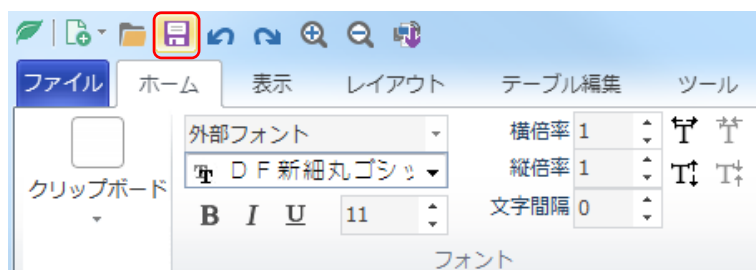 ファイル ホーム 表示 レイアウト テーブル編集 ツール
外部フォント 横倍率 1
ＤＦ新細丸ゴシッ 縦倍率 1
クリップボード
B I U 11 文字間隔 0
フォント